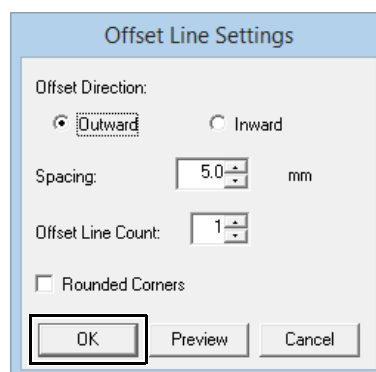 Offset Line Settings
Offset Direction:
Outward Inward
Spacing: 5.0 mm
Offset Line Count: 1
Rounded Corners
OK Preview Cancel